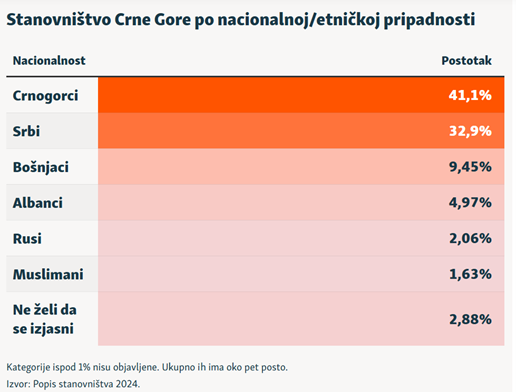 Stanovništvo Crne Gore po nacionalnoj/etničkoj pripadnosti
Nacionalnost Postotak
Crnogorci 41,1%
Srbi 32,9%
Bošnjaci 9,45%
Albanci 4,97%
Rusi 2,06%
Muslimani 1,63%
Ne želi da
se izjasni 2,88%
Kategorije ispod 1% nisu objavljene. Ukupno ih ima oko pet posto.
Izvor: Popis stanovništva 2024.